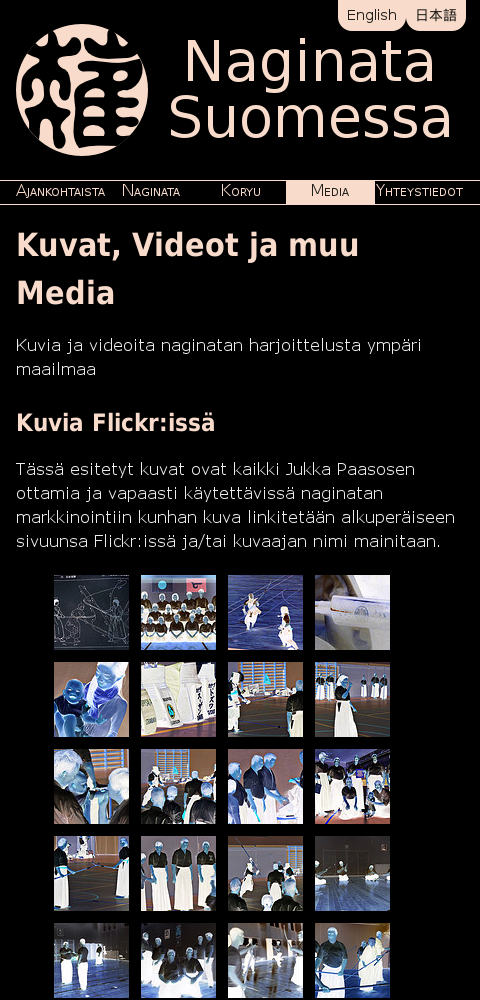 English 日本語
Naginata
Suomessa
Ajankohtaista Naginata Koryu Media Yhteystiedot
Kuvat, Videot ja muu
Media
Kuvia ja videoita naginatan harjoittelusta ympäri
maailmaa
Kuvia Flickr:issä
Tässä esitetyt kuvat ovat kaikki Jukka Paasosen
ottamia ja vapaasti käytettävissä naginatan
markkinointiin kunhan kuva linkitetään alkuperäiseen
sivuunsa Flickr:issä ja/tai kuvaajan nimi mainitaan.